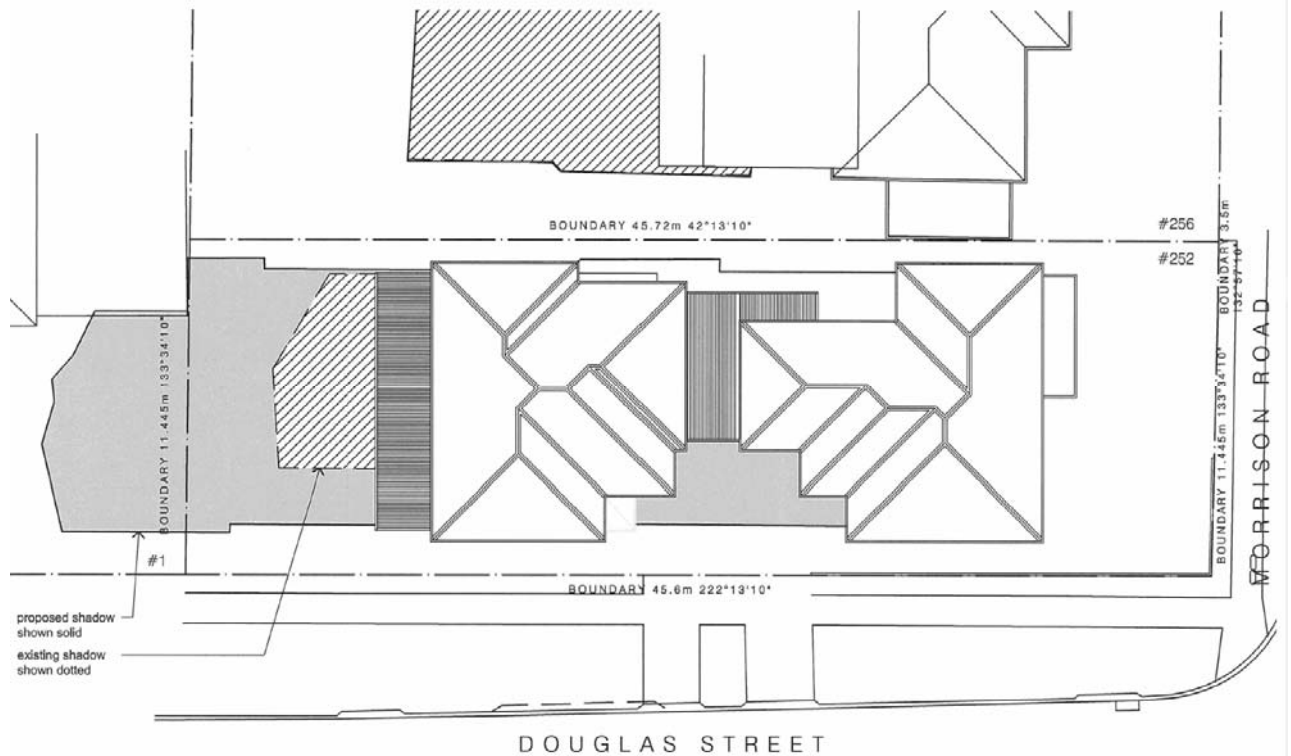 BOUNDARY 45.72m 42°13'10"
#256
#252
BOUNDARY 3.5m
132°57'10"
BOUNDARY 11.445m 133°34'10"
BOUNDARY 11.445m 133°34'10"
MORRISON ROAD
#1
BOUNDARY 45.6m 222°13'10"
proposed shadow
shown solid
existing shadow
shown dotted
DOUGLAS STREET